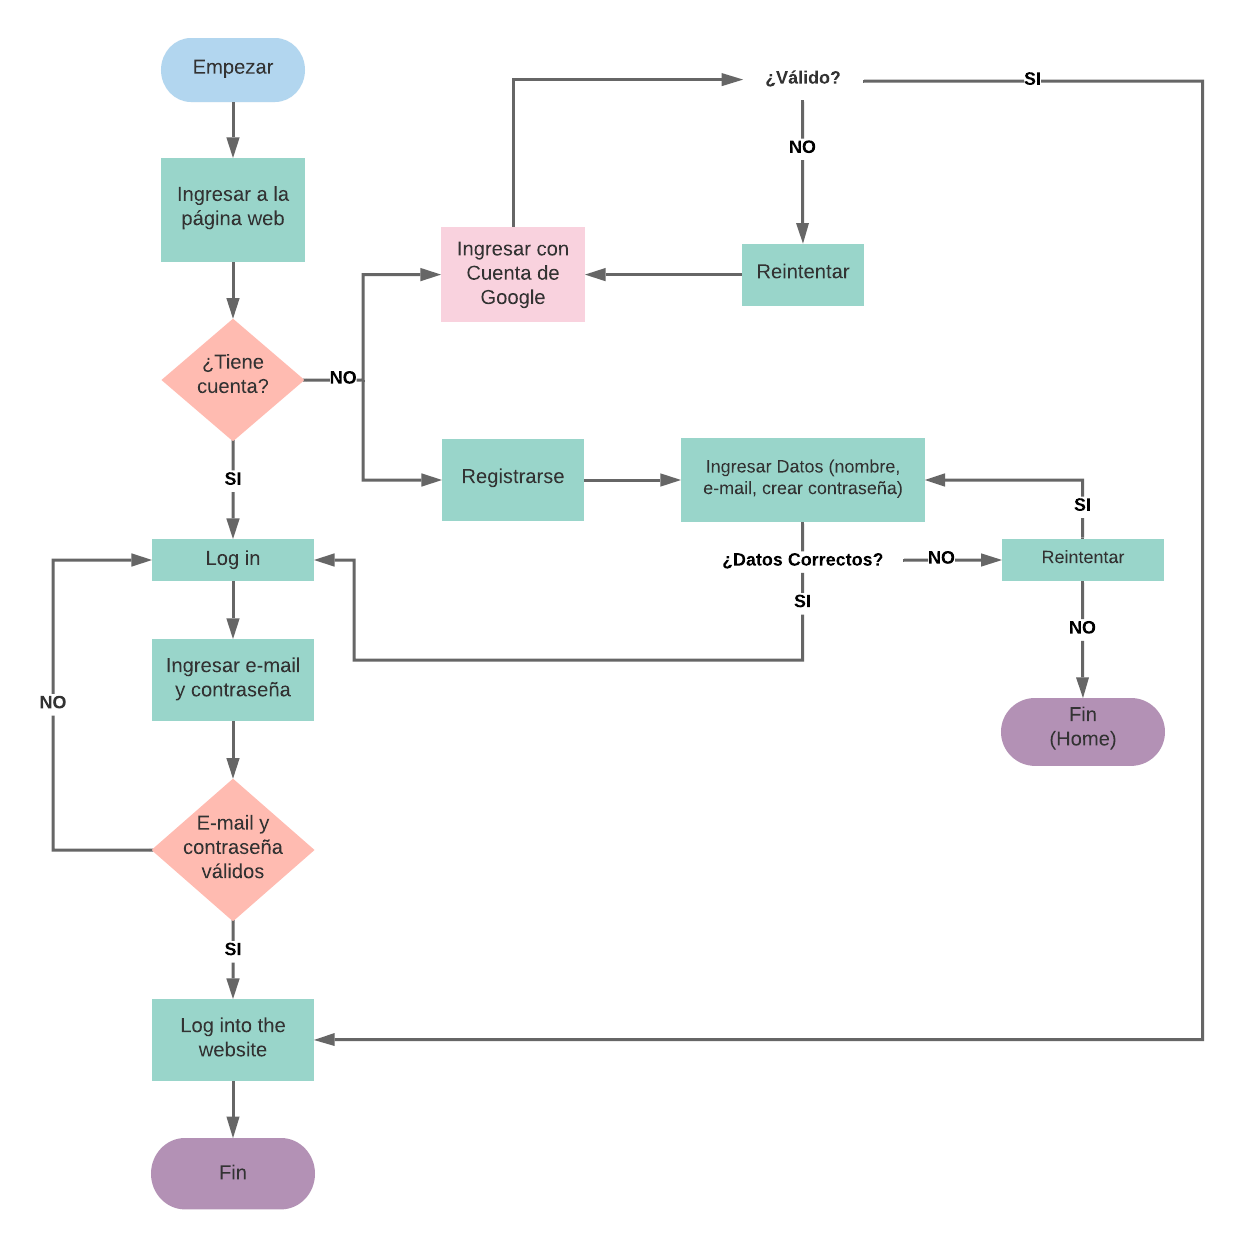 Empezar
¿Válido?
SI
NO
Ingresar a la
página web
Ingresar con
Cuenta de
Google
Reintentar
¿Tiene
cuenta?
NO
SI
Registrarse
Ingresar Datos (nombre,
e-mail, crear contraseña)
SI
Log in
¿Datos Correctos?
NO
Reintentar
SI
NO
Ingresar e-mail
y contraseña
NO
Fin
(Home)
E-mail y
contraseña
válidos
SI
Log into the
website
Fin